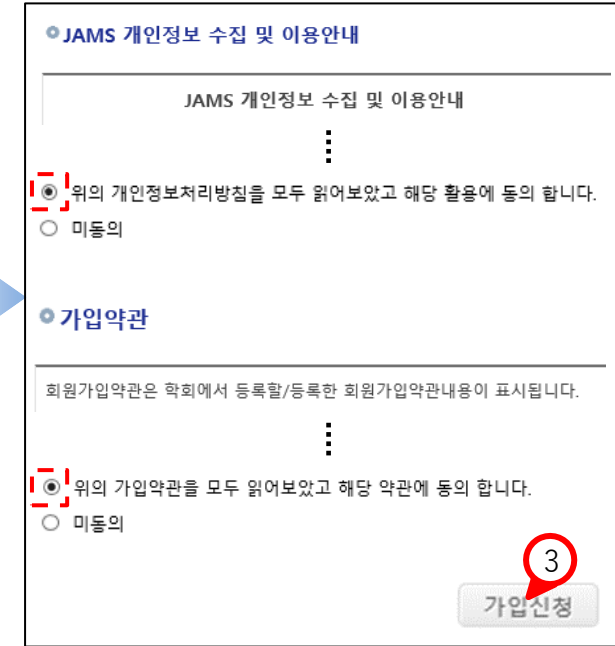 JAMS 개인정보 수집 및 이용안내
JAMS 개인정보 수집 및 이용안내
위의 개인정보처리방침을 모두 읽어보았고 해당 활용에 동의 합니다.
미동의
가입약관
회원가입약관은 학회에서 등록할/등록한 회원가입약관내용이 표시됩니다.
위의 가입약관을 모두 읽어보았고 해당 약관에 동의 합니다.
미동의
3
가입신청